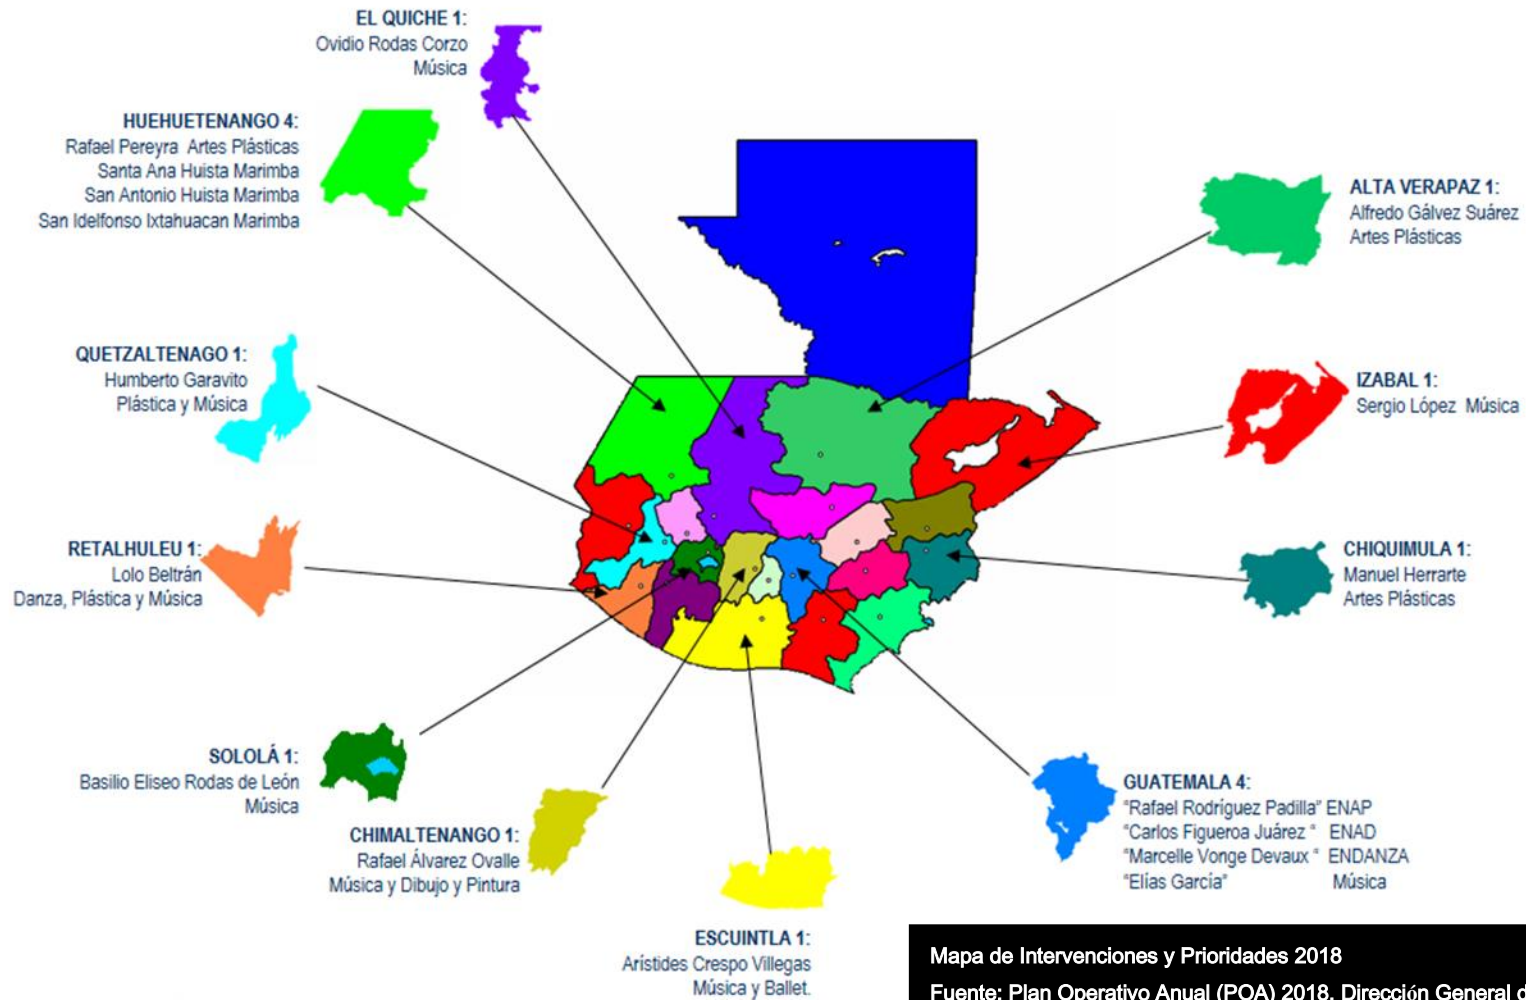 EL QUICHE 1:
Ovidio Rodas Corzo
Música
HUEHUETENANGO 4:
Rafael Pereyra Artes Plásticas
Santa Ana Huista Marimba
San Antonio Huista Marimba
San Idelfonso Ixtahuacan Marimba
ALTA VERAPAZ 1:
Alfredo Gálvez Suárez
Artes Plásticas
QUETZALTENAGO 1:
Humberto Garavito
Plástica y Música
IZABAL 1:
Sergio López Música
RETALHULEU 1:
Lolo Beltrán
Danza, Plástica y Música
CHIQUIMULA 1:
Manuel Herrarte
Artes Plásticas
SOLOLÁ 1:
Basilio Eliseo Rodas de León
Música
CHIMALTENANGO 1:
Rafael Álvarez Ovalle
Música y Dibujo y Pintura
GUATEMALA 4:
"Rafael Rodríguez Padilla" ENAP
"Carlos Figueroa Juárez " ENAD
"Marcelle Vonge Devaux " ENDANZA
"Elías García" Música
ESCUINTLA 1:
Arístides Crespo Villegas
Música y Ballet.
Mapa de Intervenciones y Prioridades 2018
Fuente: Plan Operativo Anual (POA) 2018. Dirección General